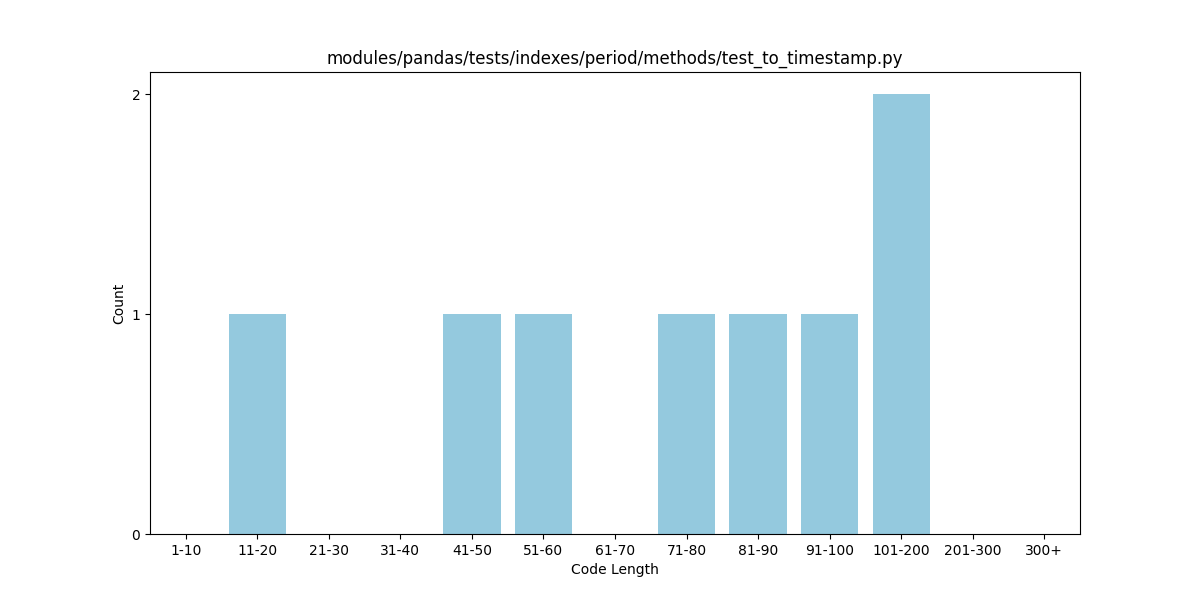 modules/pandas/tests/indexes/period/methods/test_to_timestamp.py
Count
2
1
0
1-10 11-20 21-30 31-40 41-50 51-60 61-70 71-80 81-90 91-100 101-200 201-300 300+
Code Length